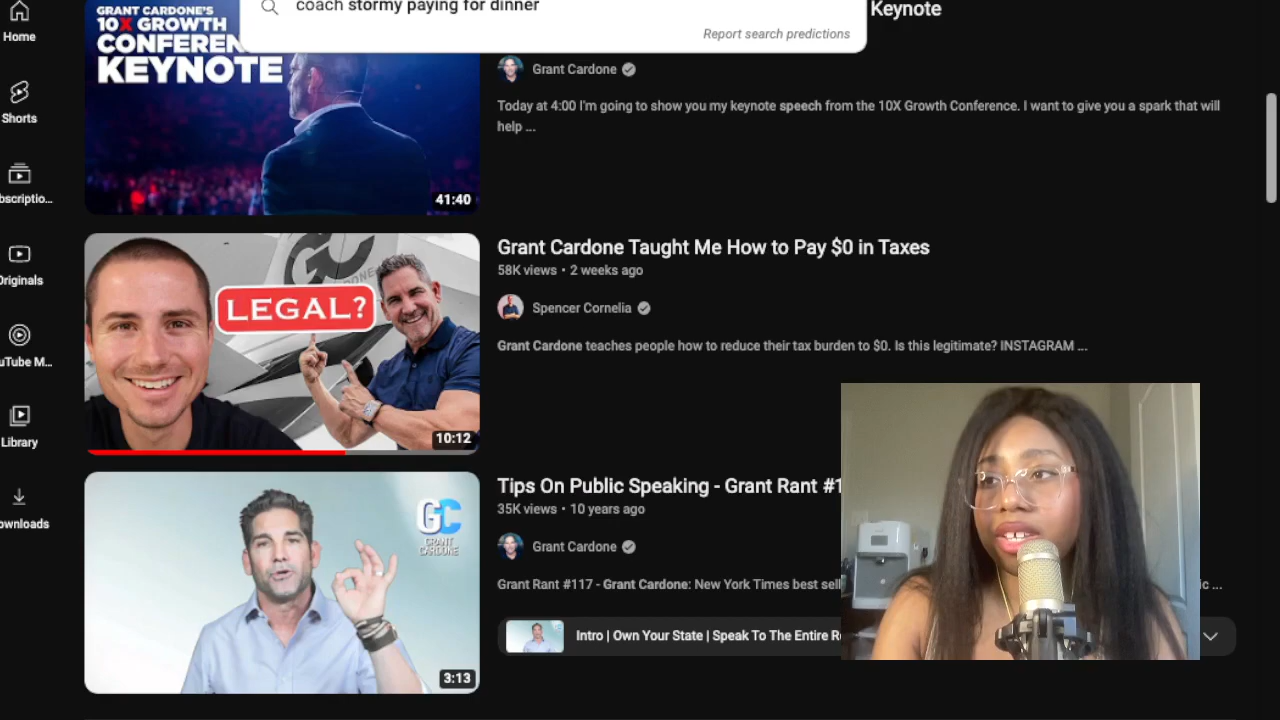 coach stormy paying for dinner
Report search predictions
Keynote
GRANT CARDONE'S
10X GROWTH
CONFEREN
KEYNOTE
41:40
Grant Cardone
Today at 4:00 I'm going to show you my keynote speech from the 10X Growth Conference. I want to give you a spark that will
help ...
Home
Shorts
bscriptio...
Originals
uTube M...
Library
ownloads
LEGAL?
GC
10:12
Grant Cardone Taught Me How to Pay $0 in Taxes
58K views • 2 weeks ago
Spencer Cornelia
Grant Cardone teaches people how to reduce their tax burden to $0. Is this legitimate? INSTAGRAM ...
GC
GRANT
CARDONE
3:13
Tips On Public Speaking - Grant Rant #1
35K views • 10 years ago
Grant Cardone
Grant Rant #117 - Grant Cardone: New York Times best sell
ic ...
Intro | Own Your State | Speak To The Entire R